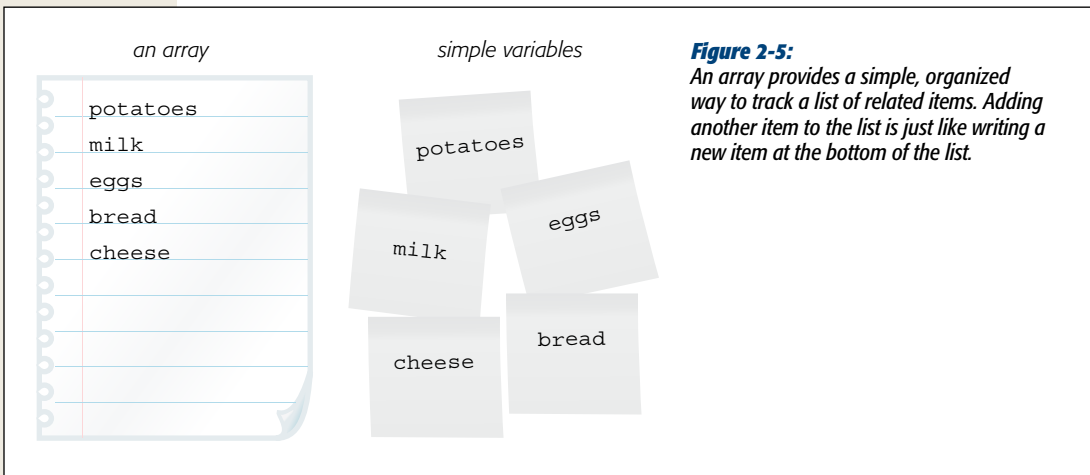 an array
potatoes
milk
eggs
bread
cheese
simple variables
potatoes
eggs
milk
bread
cheese
Figure 2-5:
An array provides a simple, organized
way to track a list of related items. Adding
another item to the list is just like writing a
new item at the bottom of the list.